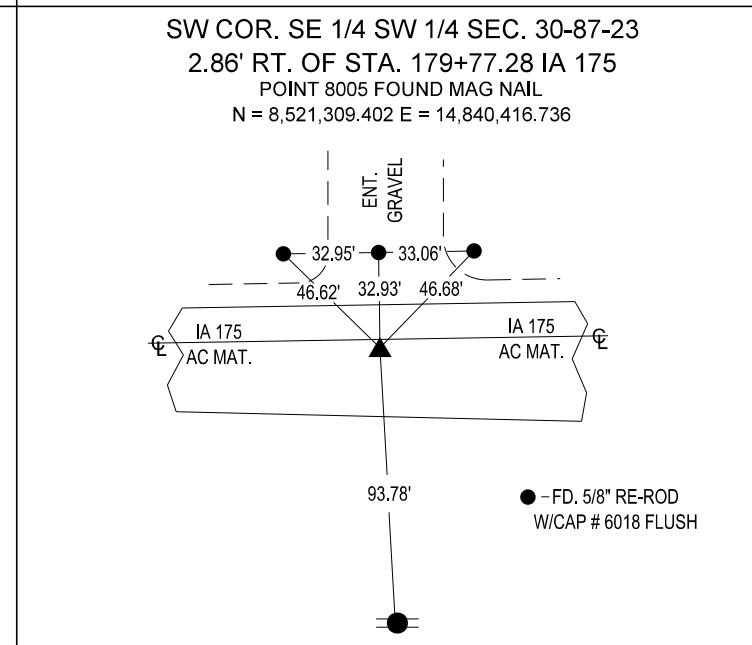 SW COR. SE 1/4 SW 1/4 SEC. 30-87-23
2.86' RT. OF STA. 179+77.28 IA 175
POINT 8005 FOUND MAG NAIL
N = 8,521,309.402 E = 14,840,416.736
ENT.
GRAVEL
32.95' 33.06'
46.62' 32.93' 46.68'
IA 175 IA 175
℄ ℄
AC MAT. AC MAT.
93.78'
- FD. 5/8" RE-ROD
W/CAP # 6018 FLUSH